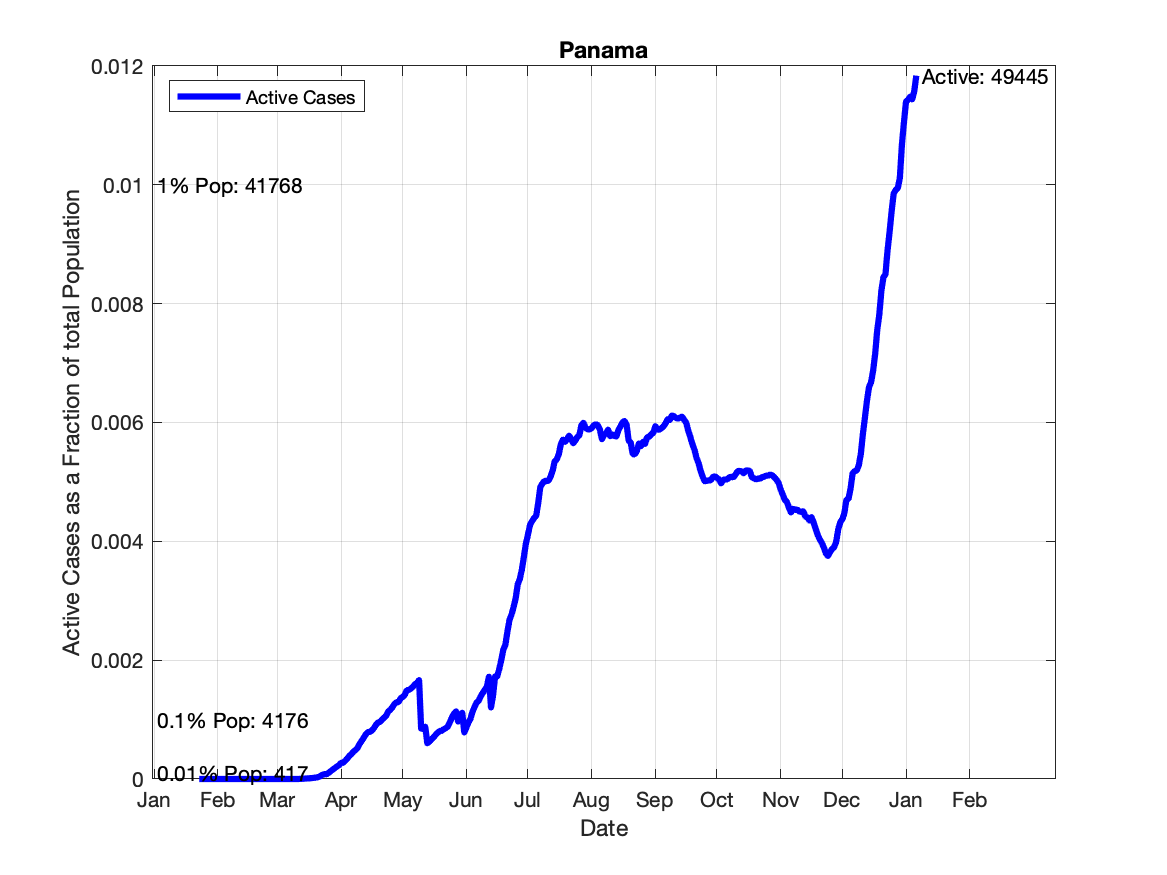 Panama
Active Cases
Active: 49445
0.012
0.01
0.008
0.006
0.004
0.002
0
1% Pop: 41768
0.1% Pop: 4176
0.01% Pop: 417
Active Cases as a Fraction of total Population
Jan Feb Mar Apr May Jun Jul Aug Sep Oct Nov Dec Jan Feb
Date